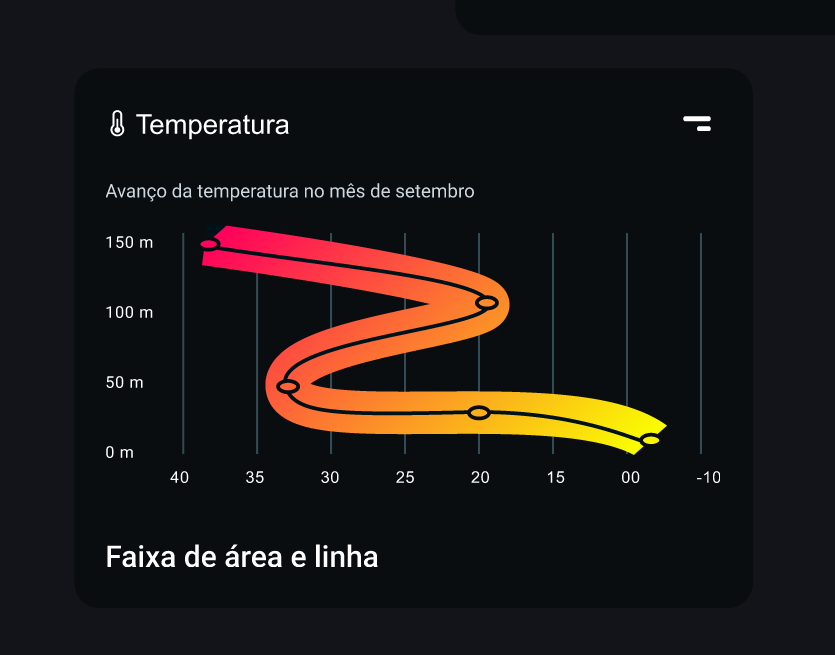 Temperatura
Avanço da temperatura no mês de setembro
150 m
100 m
50 m
0 m
40 35 30 25 20 15 00 -10
Faixa de área e linha